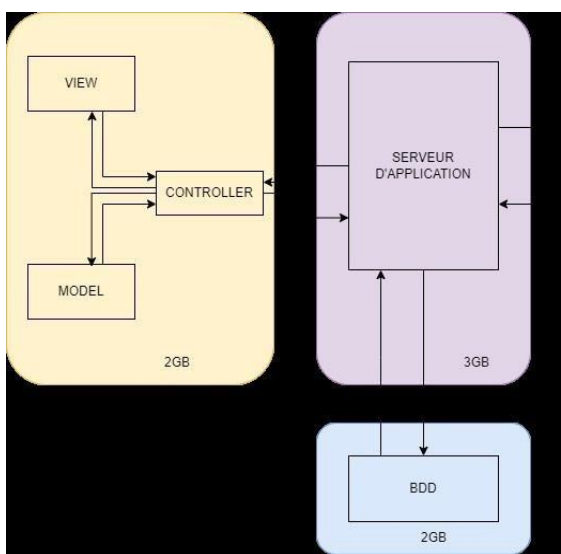 VIEW
CONTROLLER
MODEL
2GB
SERVEUR
D'APPLICATION
3GB
BDD
2GB